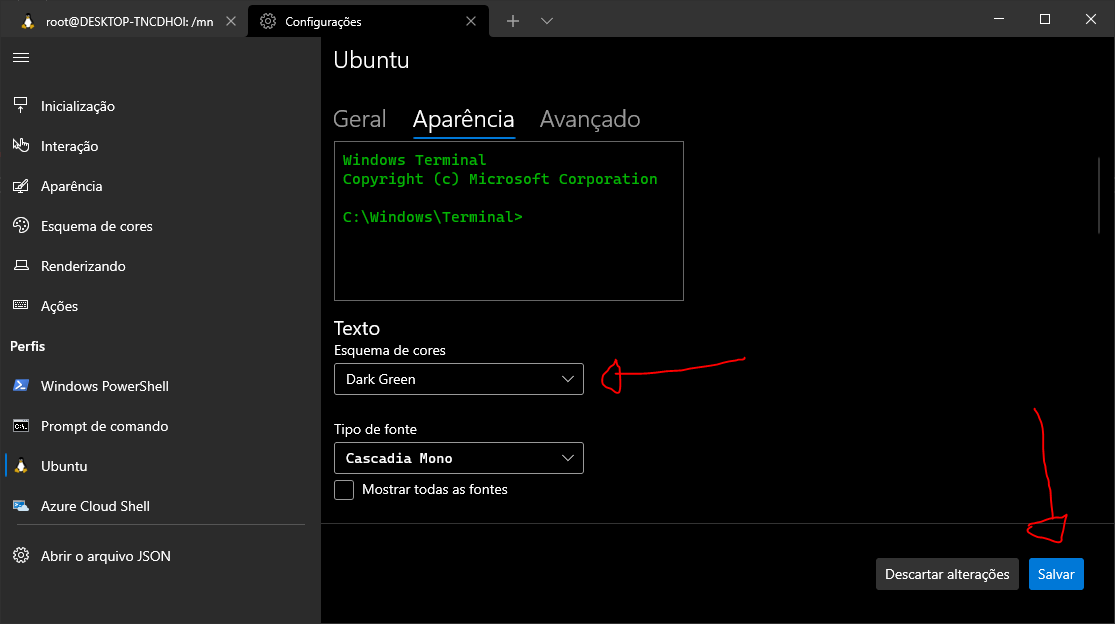 root@DESKTOP-TNCDHOI: /mn
Configurações
Inicialização
Interação
Aparência
Esquema de cores
Renderizando
Ações
Perfis
Windows PowerShell
Prompt de comando
Ubuntu
Azure Cloud Shell
Abrir o arquivo JSON
Ubuntu
Geral Aparência Avançado
Windows Terminal
Copyright (c) Microsoft Corporation
C:\Windows\Terminal>
Texto
Esquema de cores
Dark Green
Tipo de fonte
Cascadia Mono
Mostrar todas as fontes
Descartar alterações Salvar